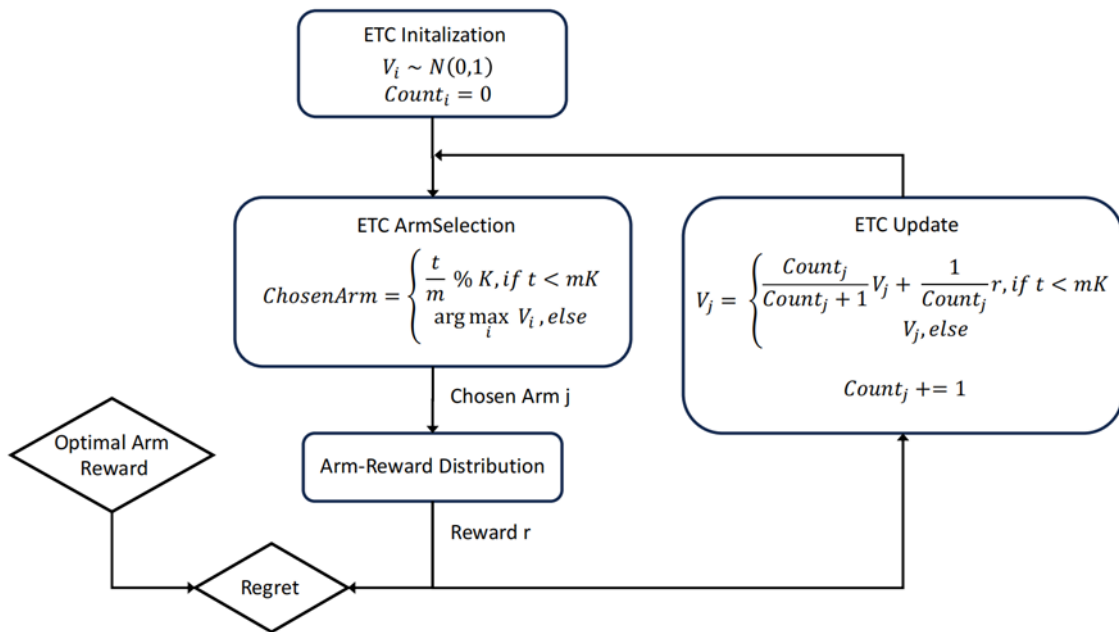 ETC Initalization
V_i ~ N(0,1)
Count_i = 0
ETC ArmSelection
ChosenArm = { t/m % K, if t < mK
arg max_i V_i , else
Chosen Arm j
Arm-Reward Distribution
Reward r
Optimal Arm
Reward
Regret
ETC Update
V_j = { Count_j/(Count_j + 1) V_j + 1/Count_j r, if t < mK
V_j, else
Count_j += 1